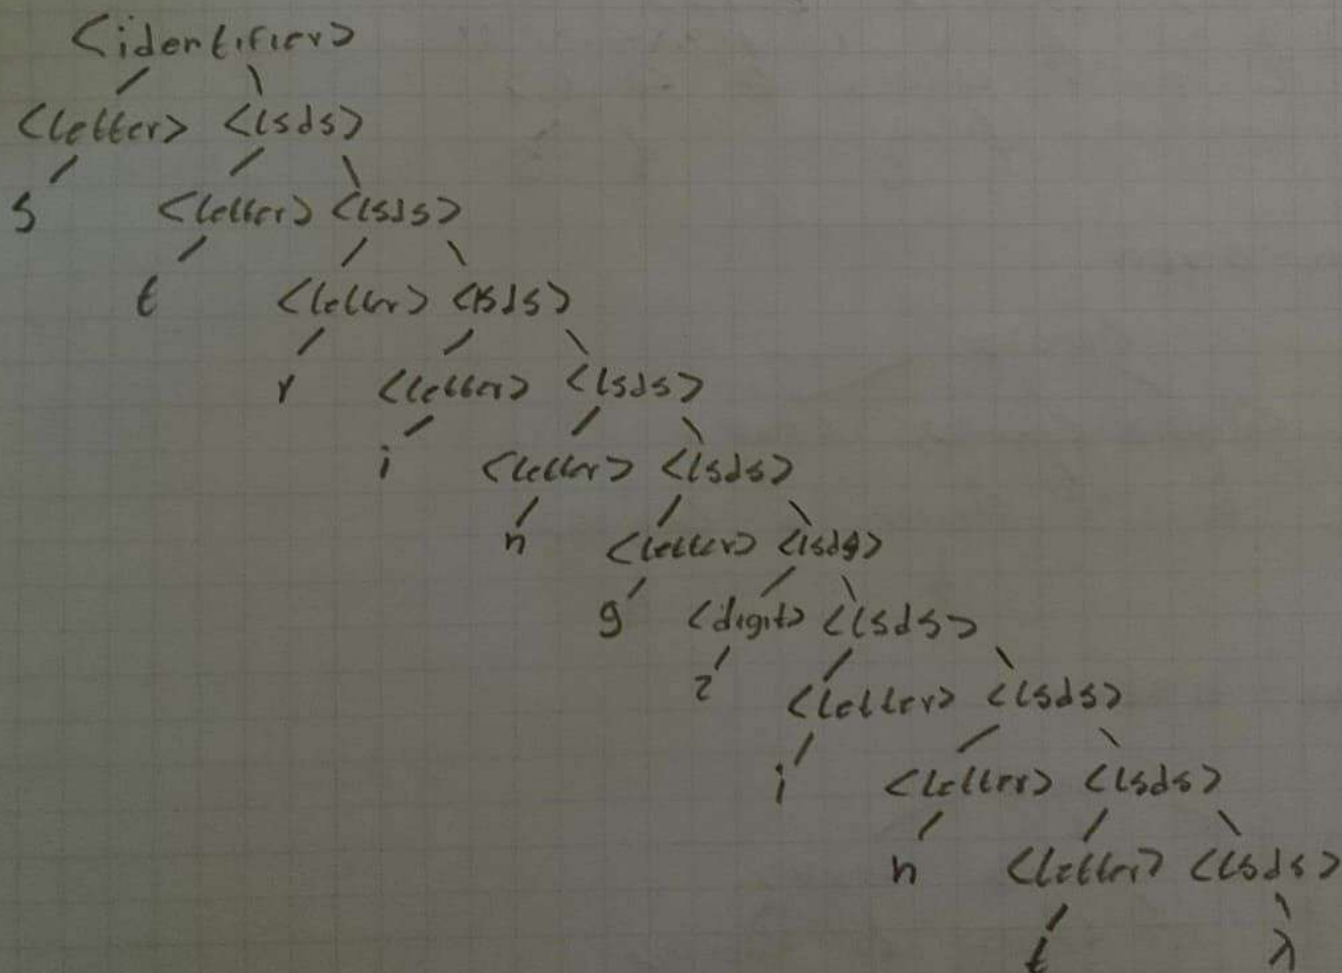 <identifier>
<letter> <lsds>
s <letter> <lsds>
t <letter> <lsds>
r <letter> <lsds>
i <letter> <lsds>
n <letter> <lsds>
g <digit> <lsds>
2 <letter> <lsds>
i <letter> <lsds>
n <letter> <lsds>
t λ